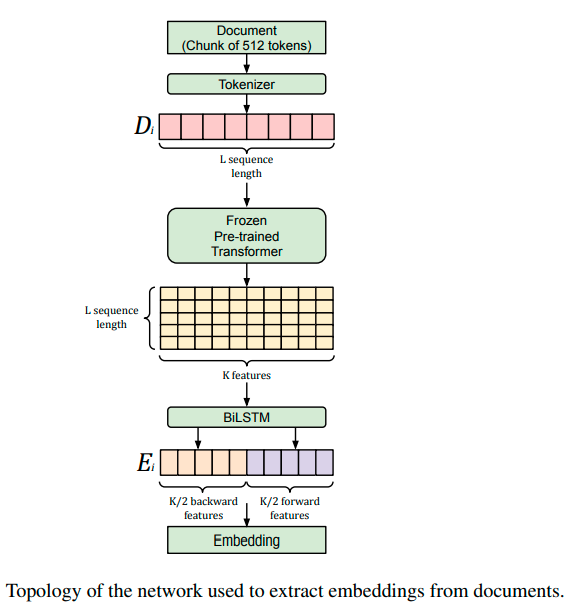 Document
(Chunk of 512 tokens)
Tokenizer
Di
L sequence
length
Frozen
Pre-trained
Transformer
L sequence
length
K features
BiLSTM
Ei
K/2 backward
features
K/2 forward
features
Embedding
Topology of the network used to extract embeddings from documents.